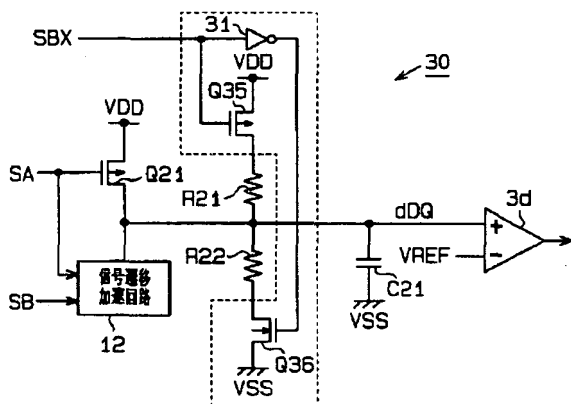 31
SBX
VDD
30
Q35
VDD
SA
Q21
R21
dDQ
3d
+
R22
VREF
−
信号遷移
加速回路
C21
SB
VSS
12
Q36
VSS